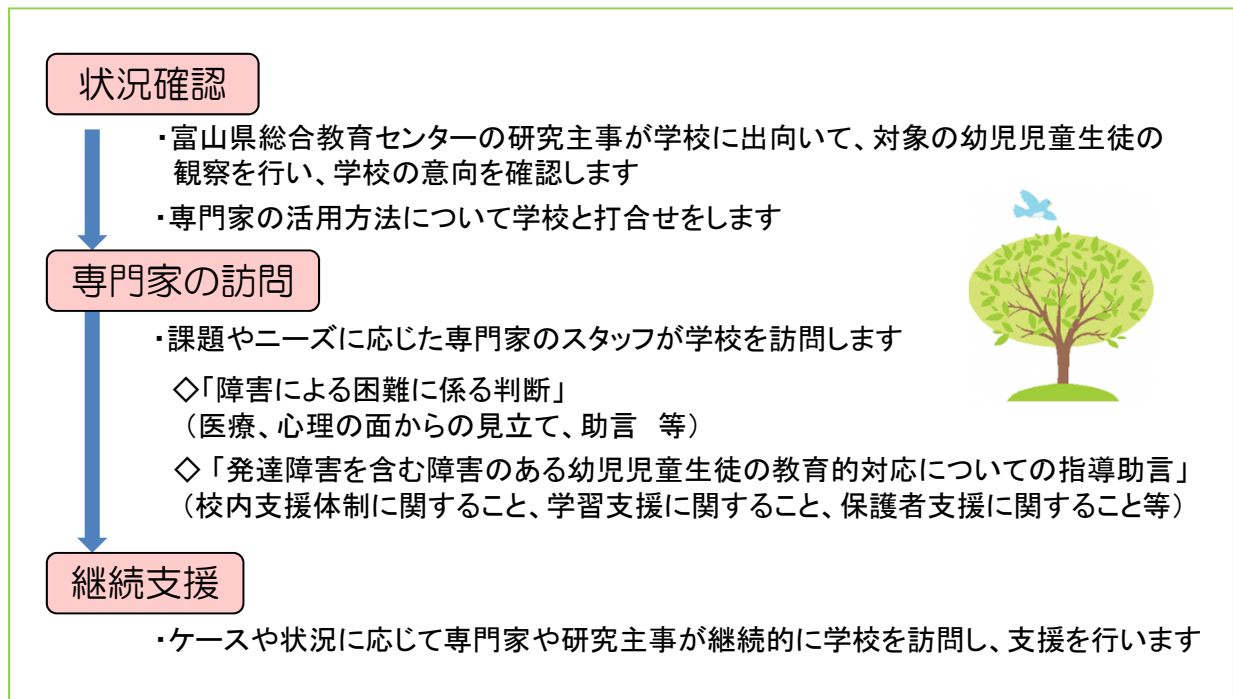 状況確認
・富山県総合教育センターの研究主事が学校に出向いて、対象の幼児児童生徒の
観察を行い、学校の意向を確認します
・専門家の活用方法について学校と打合せをします
専門家の訪問
・課題やニーズに応じた専門家のスタッフが学校を訪問します
◇「障害による困難に係る判断」
（医療、心理の面からの見立て、助言　等）
◇「発達障害を含む障害のある幼児児童生徒の教育的対応についての指導助言」
（校内支援体制に関すること、学習支援に関すること、保護者支援に関すること等）
継続支援
・ケースや状況に応じて専門家や研究主事が継続的に学校を訪問し、支援を行います